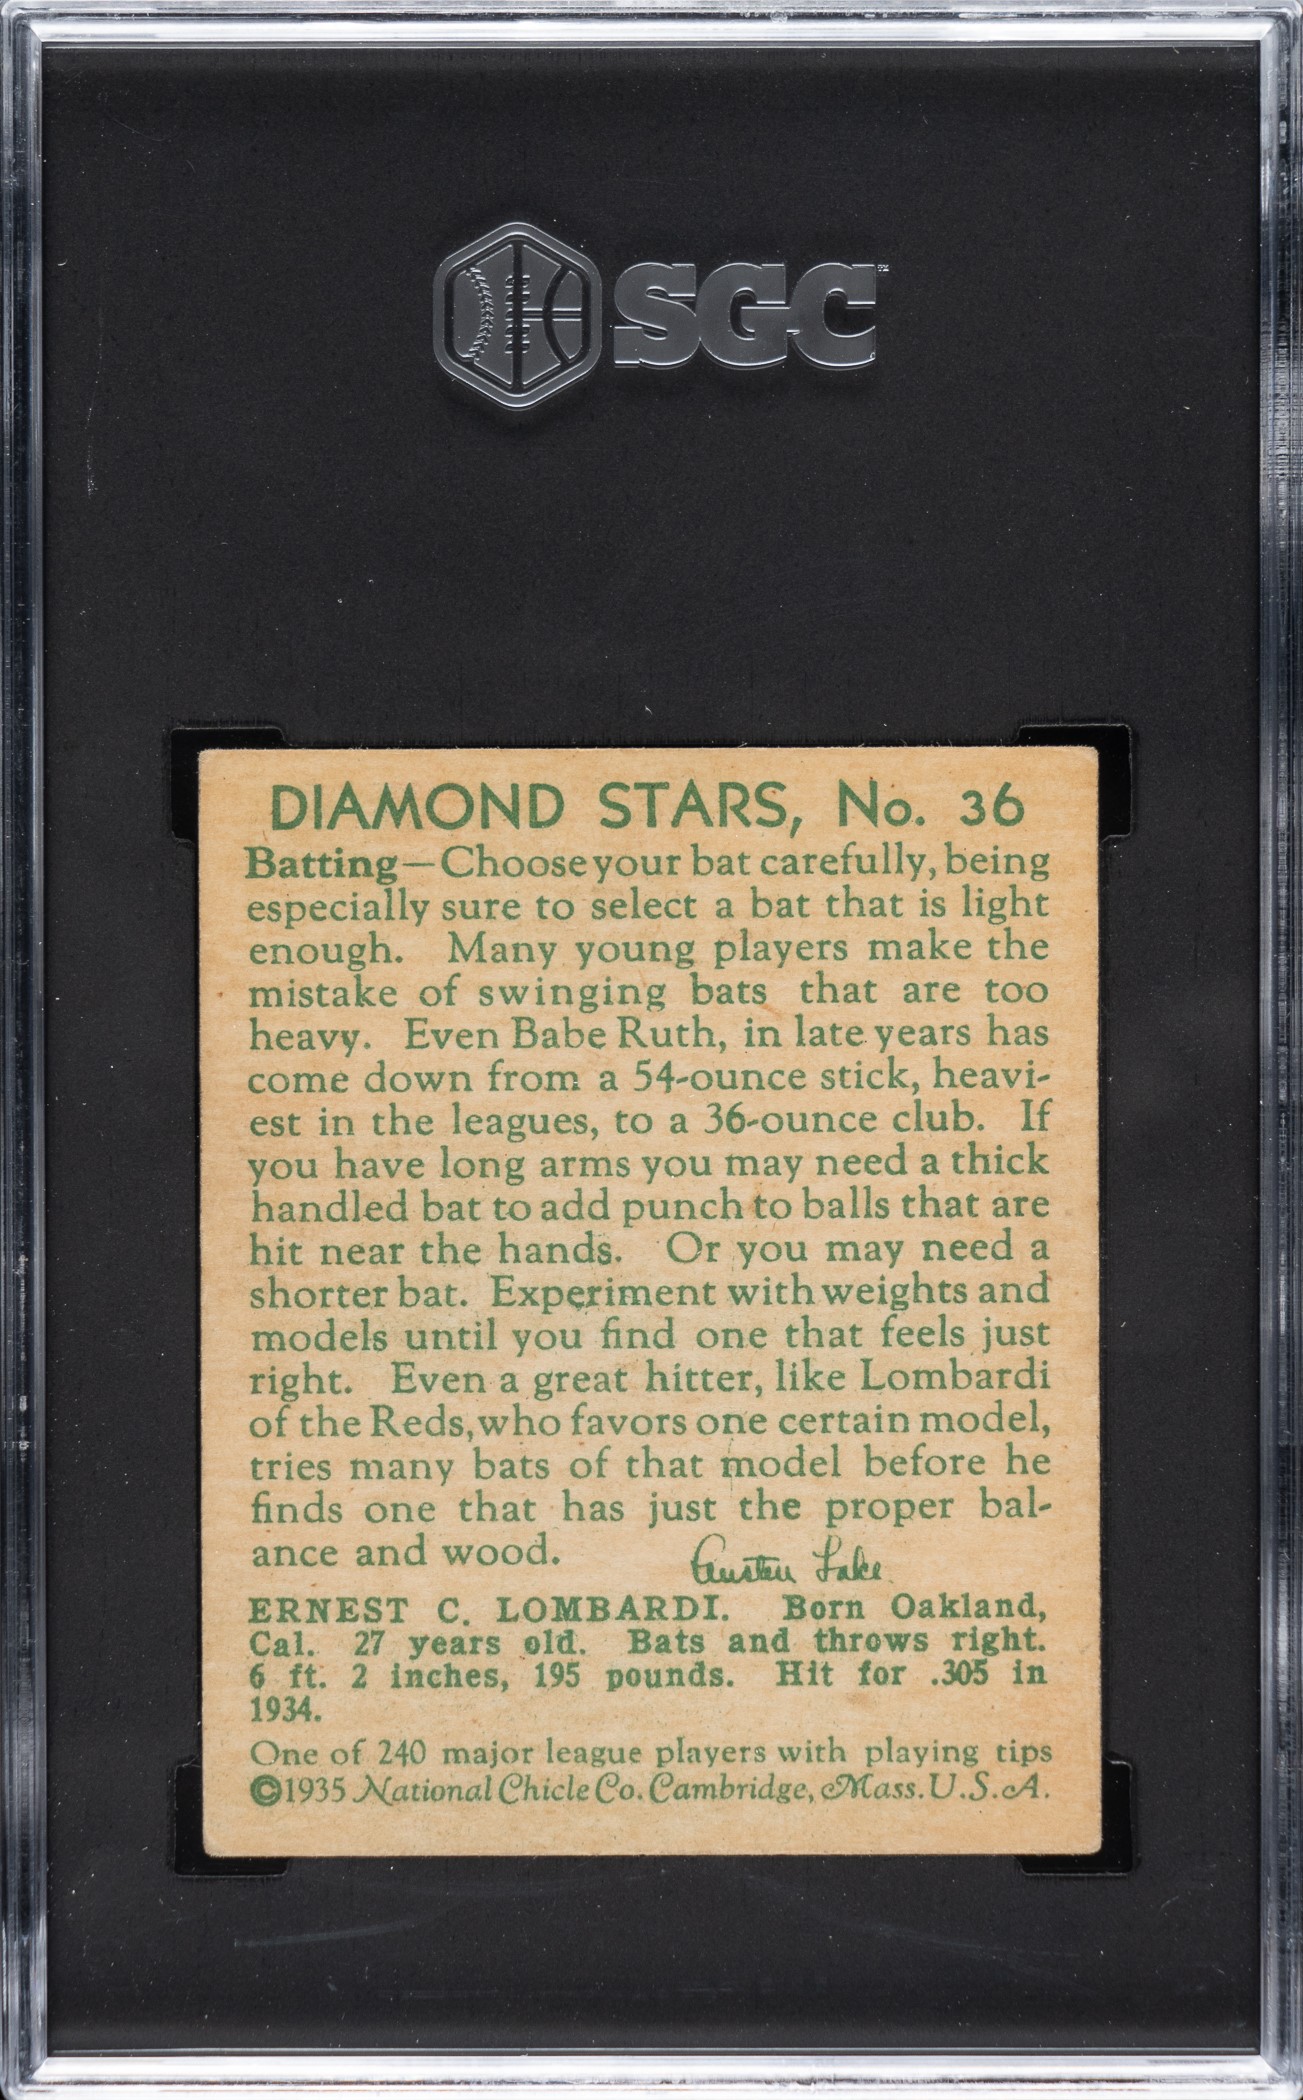 SGC
DIAMOND STARS, No. 36
Batting—Choose your bat carefully, being
especially sure to select a bat that is light
enough. Many young players make the
mistake of swinging bats that are too
heavy. Even Babe Ruth, in late years has
come down from a 54-ounce stick, heavi-
est in the leagues, to a 36-ounce club. If
you have long arms you may need a thick
handled bat to add punch to balls that are
hit near the hands. Or you may need a
shorter bat. Experiment with weights and
models until you find one that feels just
right. Even a great hitter, like Lombardi
of the Reds, who favors one certain model,
tries many bats of that model before he
finds one that has just the proper bal-
ance and wood. Austen Lake
ERNEST C. LOMBARDI. Born Oakland,
Cal. 27 years old. Bats and throws right.
6 ft. 2 inches, 195 pounds. Hit for .305 in
1934.
One of 240 major league players with playing tips
©1935 National Chicle Co. Cambridge, Mass. U.S.A.